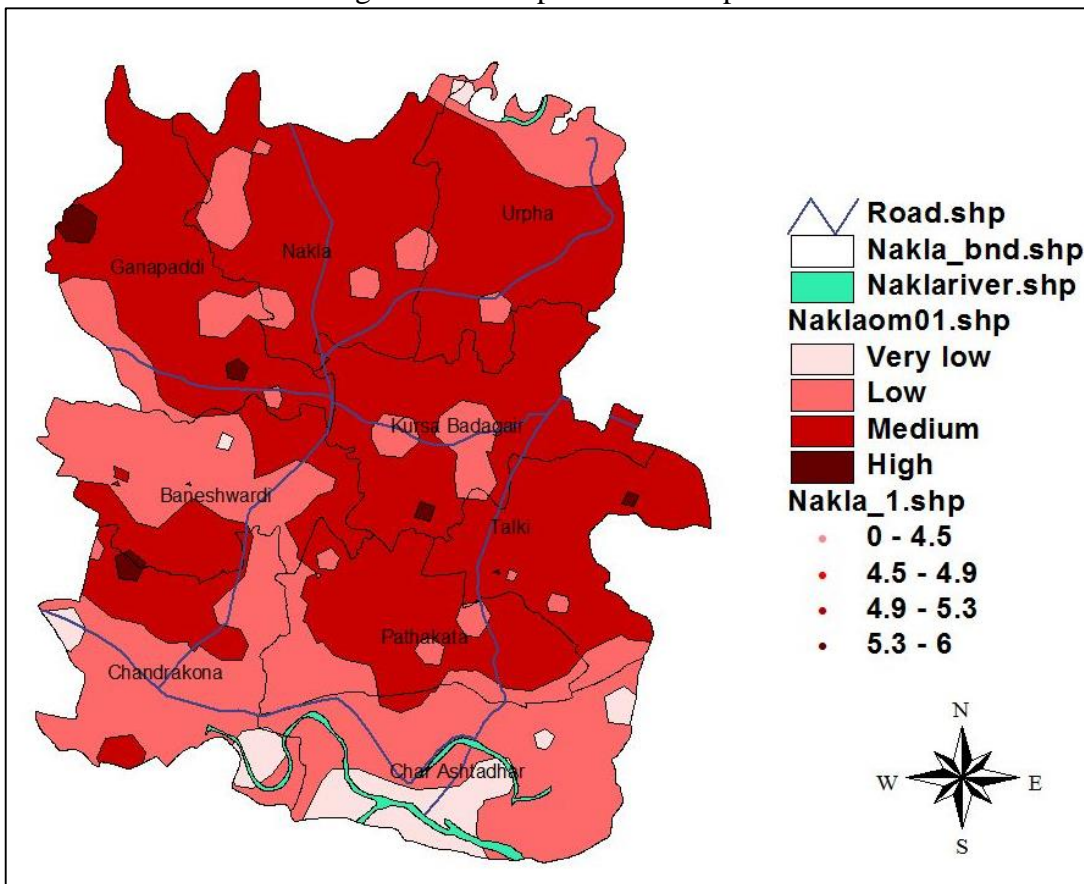 Urpha
Nakla
Ganapaddi
Kursa Badagair
Baneshwardi
Talki
Pathakata
Chandrakona
Char Ashtadhar
Road.shp
Nakla_bnd.shp
Naklariver.shp
Naklaom01.shp
Very low
Low
Medium
High
Nakla_1.shp
0 - 4.5
4.5 - 4.9
4.9 - 5.3
5.3 - 6
N
W
E
S